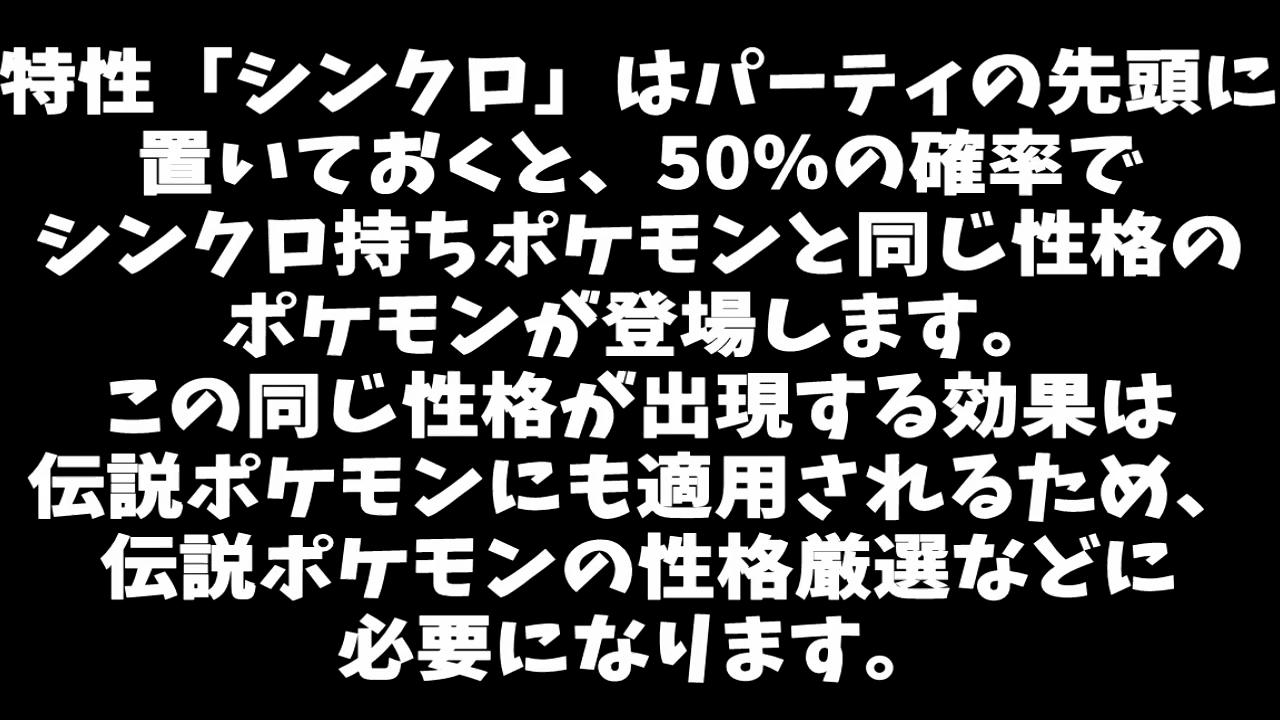 特性「シンクロ」はパーティの先頭に
置いておくと、50%の確率で
シンクロ持ちポケモンと同じ性格の
ポケモンが登場します。
この同じ性格が出現する効果は
伝説ポケモンにも適用されるため、
伝説ポケモンの性格厳選などに
必要になります。